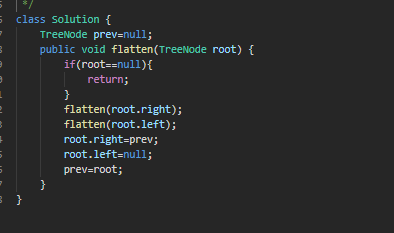 */
class Solution {
    TreeNode prev=null;
    public void flatten(TreeNode root) {
        if(root==null){
            return;
        }
        flatten(root.right);
        flatten(root.left);
        root.right=prev;
        root.left=null;
        prev=root;
    }
}